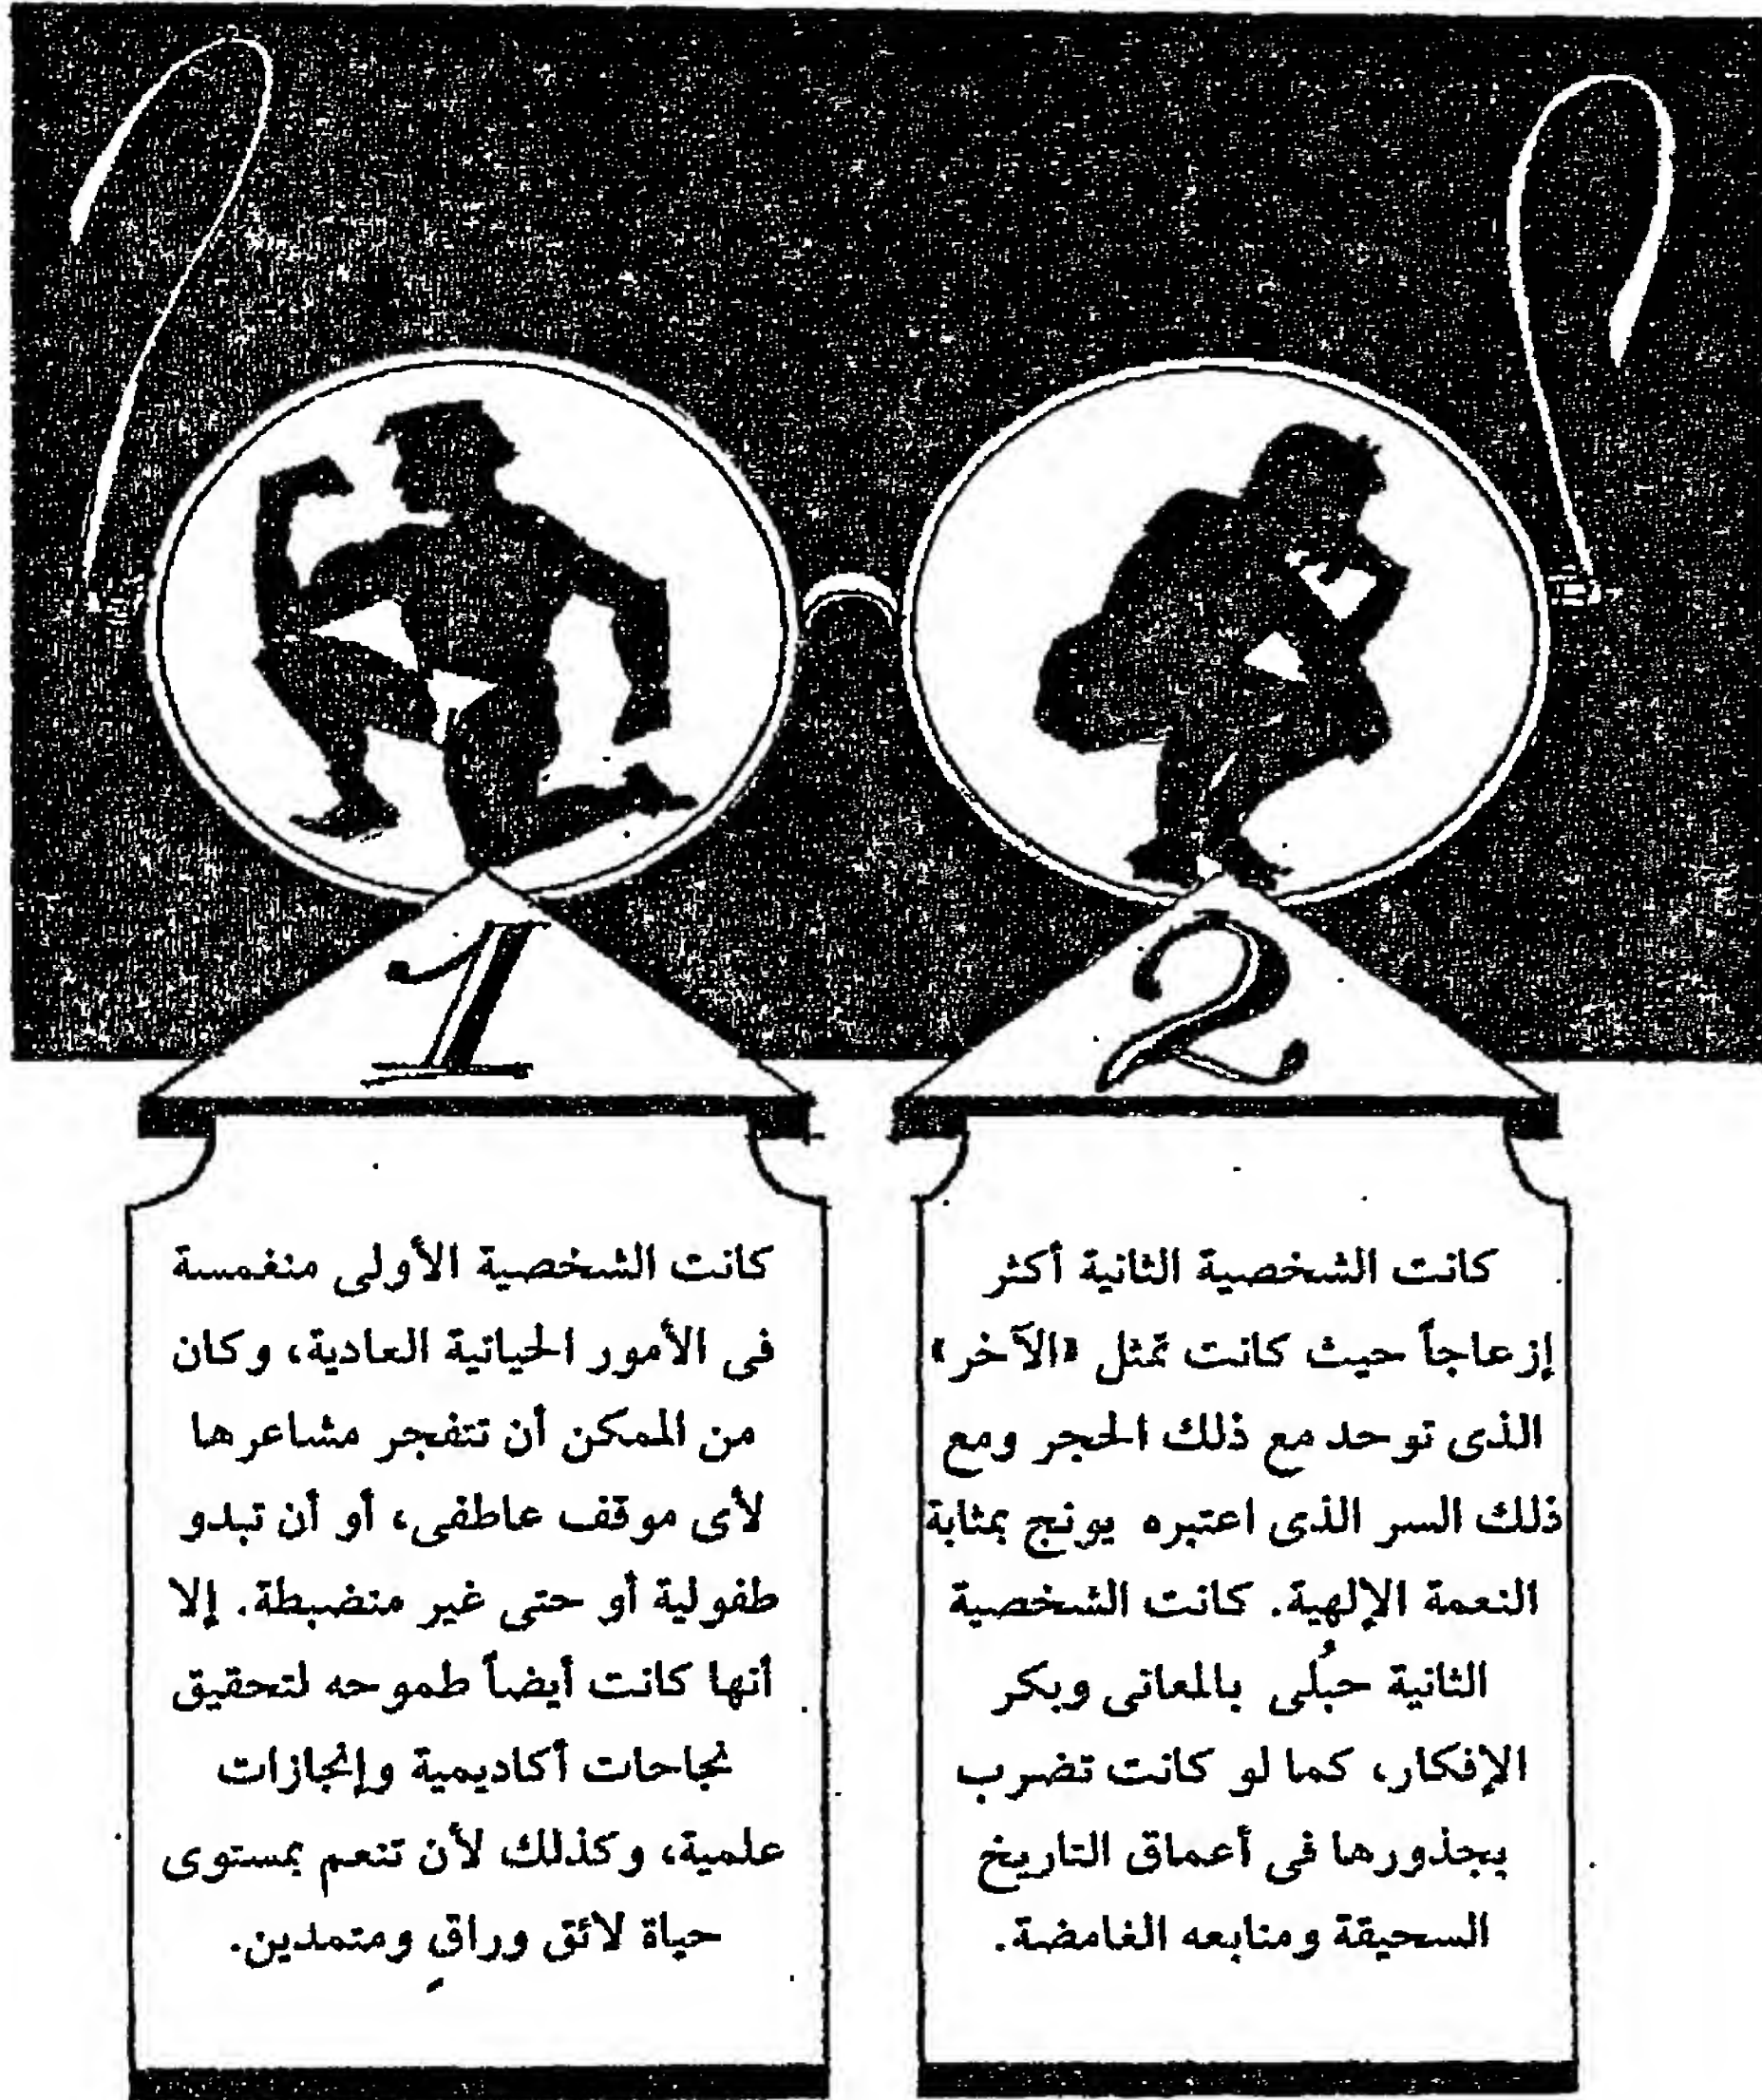 1
كانت الشخصية الأولى منغمسة
فى الأمور الحياتية العادية، وكان
من الممكن أن تتفجر مشاعرها
لأى موقف عاطفى، أو أن تبدو
طفولية أو حتى غير متضبطة. إلا
أنها كانت أيضاً طموحه لتحقيق
نجاحات أكاديمية وإنجازات
علمية، وكذلك لأن تنعم بمستوى
حياة لائق وراقٍ ومتمدين.
2
كانت الشخصية الثانية أكثر
إزعاجاً حيث كانت تمثل «الآخر»
الذى توحد مع ذلك الحجر ومع
ذلك السر الذى اعتبره يونج بمثابة
النعمة الإلهية. كانت الشخصية
الثانية حبُلى بالمعانى وبكر
الإفكار، كما لو كانت تضرب
بجذورها فى أعماق التاريخ
السحيقة ومنابعه الغامضة.